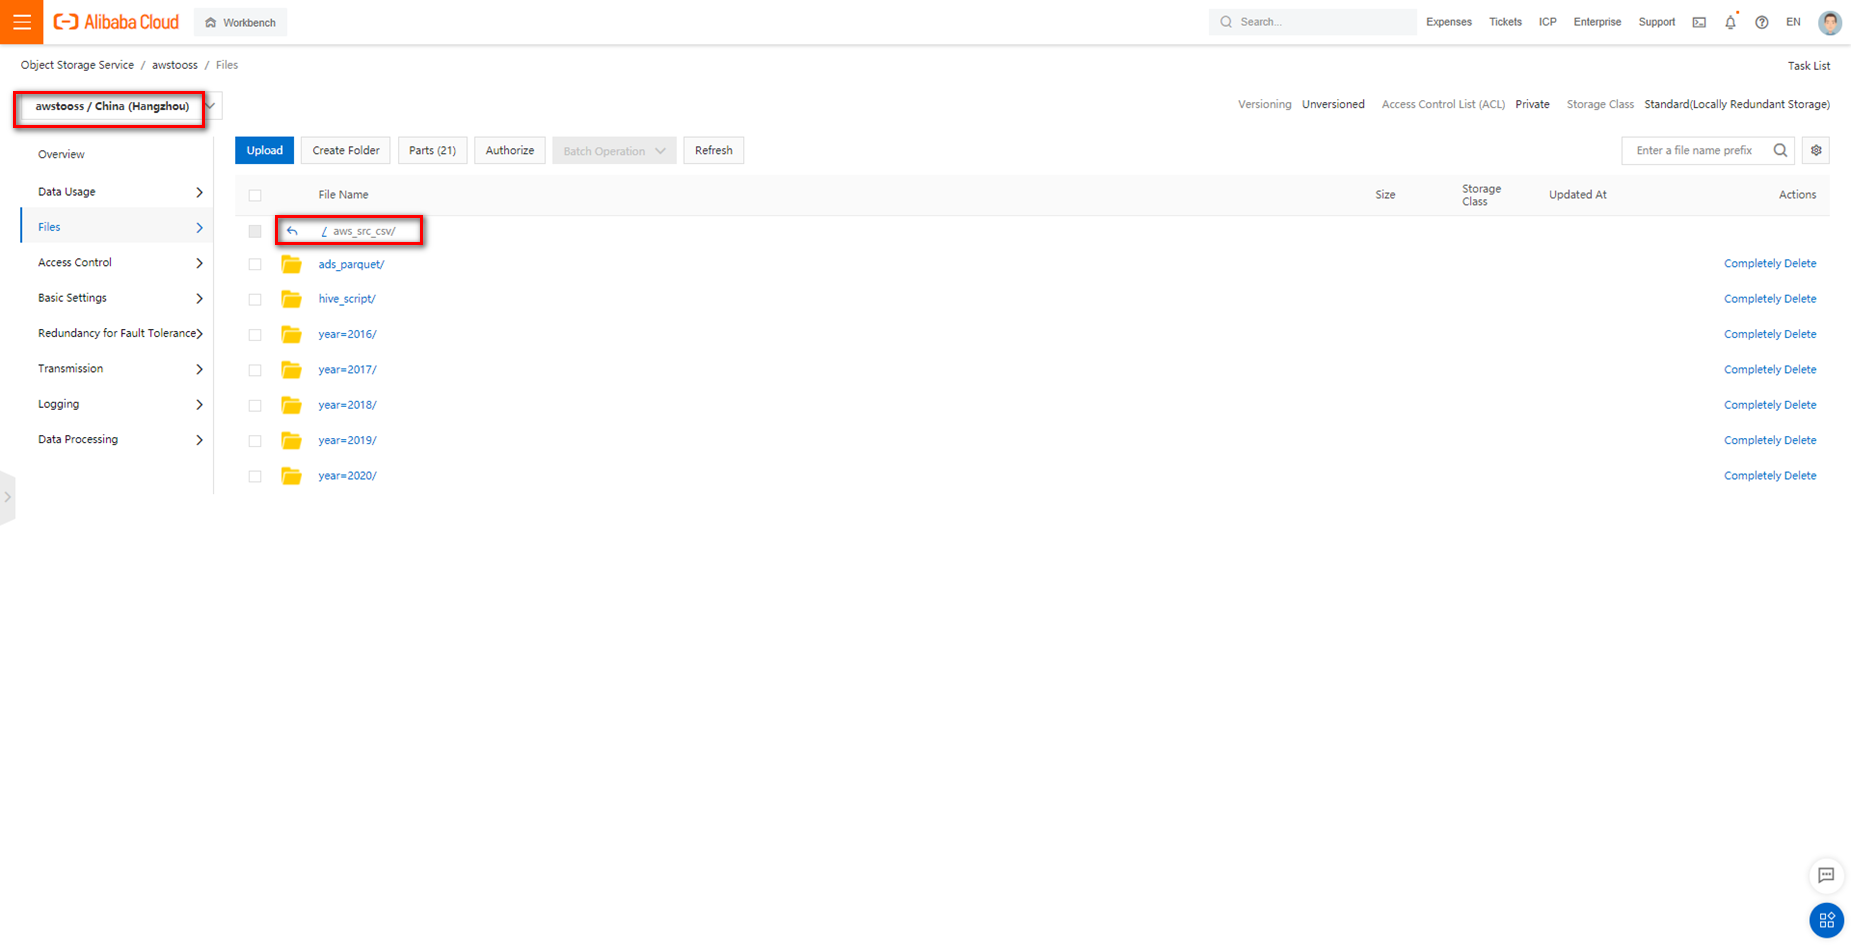 Alibaba Cloud Workbench Search... Expenses Tickets ICP Enterprise Support EN
Object Storage Service / awstooss / Files Task List
awstooss / China (Hangzhou) Versioning Unversioned Access Control List (ACL) Private Storage Class Standard(Locally Redundant Storage)
Overview
Data Usage
Files
Access Control
Basic Settings
Redundancy for Fault Tolerance
Transmission
Logging
Data Processing
Upload Create Folder Parts (21) Authorize Batch Operation Refresh Enter a file name prefix
File Name Size Storage Class Updated At Actions
/ aws_src_csv/
ads_parquet/ Completely Delete
hive_script/ Completely Delete
year=2016/ Completely Delete
year=2017/ Completely Delete
year=2018/ Completely Delete
year=2019/ Completely Delete
year=2020/ Completely Delete